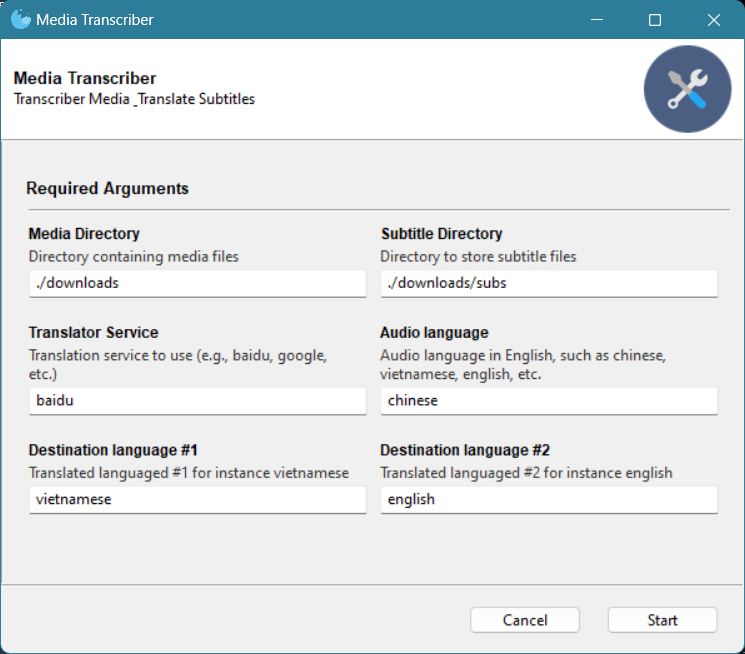 Media Transcriber
Media Transcriber
Transcriber Media _Translate Subtitles
Required Arguments
Media Directory
Directory containing media files
./downloads
Subtitle Directory
Directory to store subtitle files
./downloads/subs
Translator Service
Translation service to use (e.g., baidu, google,
etc.)
baidu
Audio language
Audio language in English, such as chinese,
vietnamese, english, etc.
chinese
Destination language #1
Translated languaged #1 for instance vietnamese
vietnamese
Destination language #2
Translated languaged #2 for instance english
english
Cancel
Start